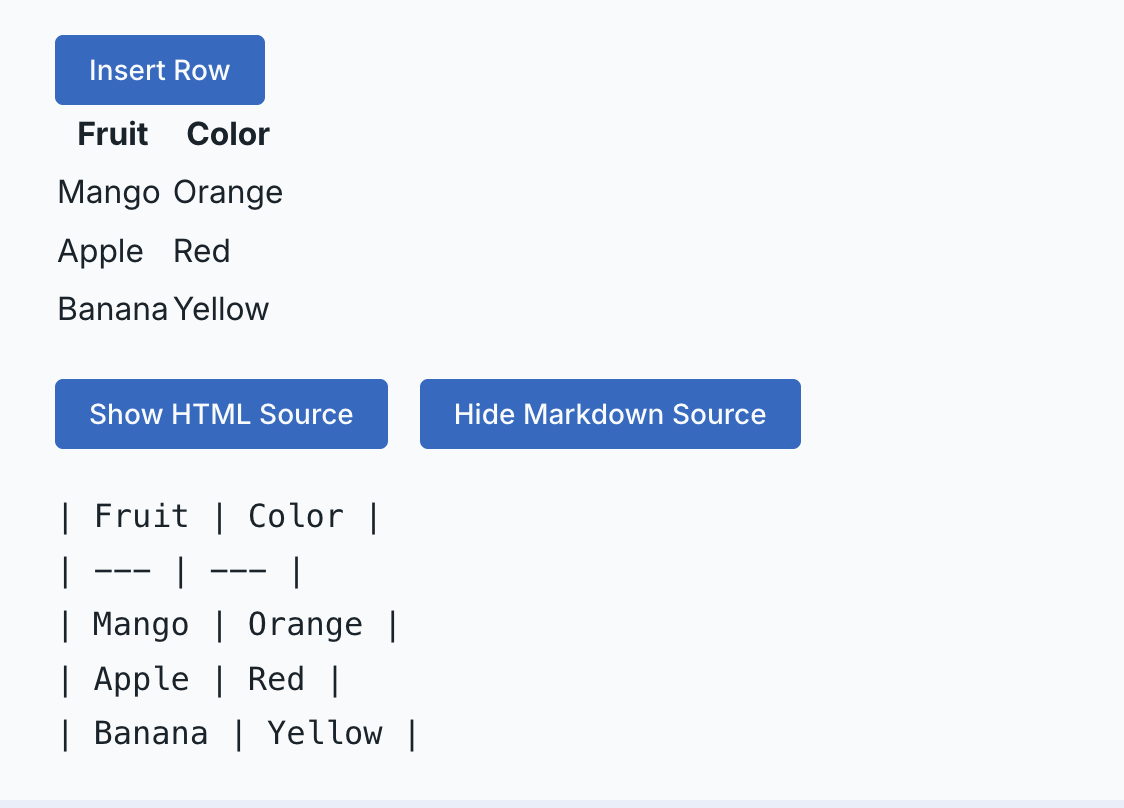 Insert Row
Fruit Color
Mango Orange
Apple Red
Banana Yellow
Show HTML Source Hide Markdown Source
| Fruit | Color |
| --- | --- |
| Mango | Orange |
| Apple | Red |
| Banana | Yellow |